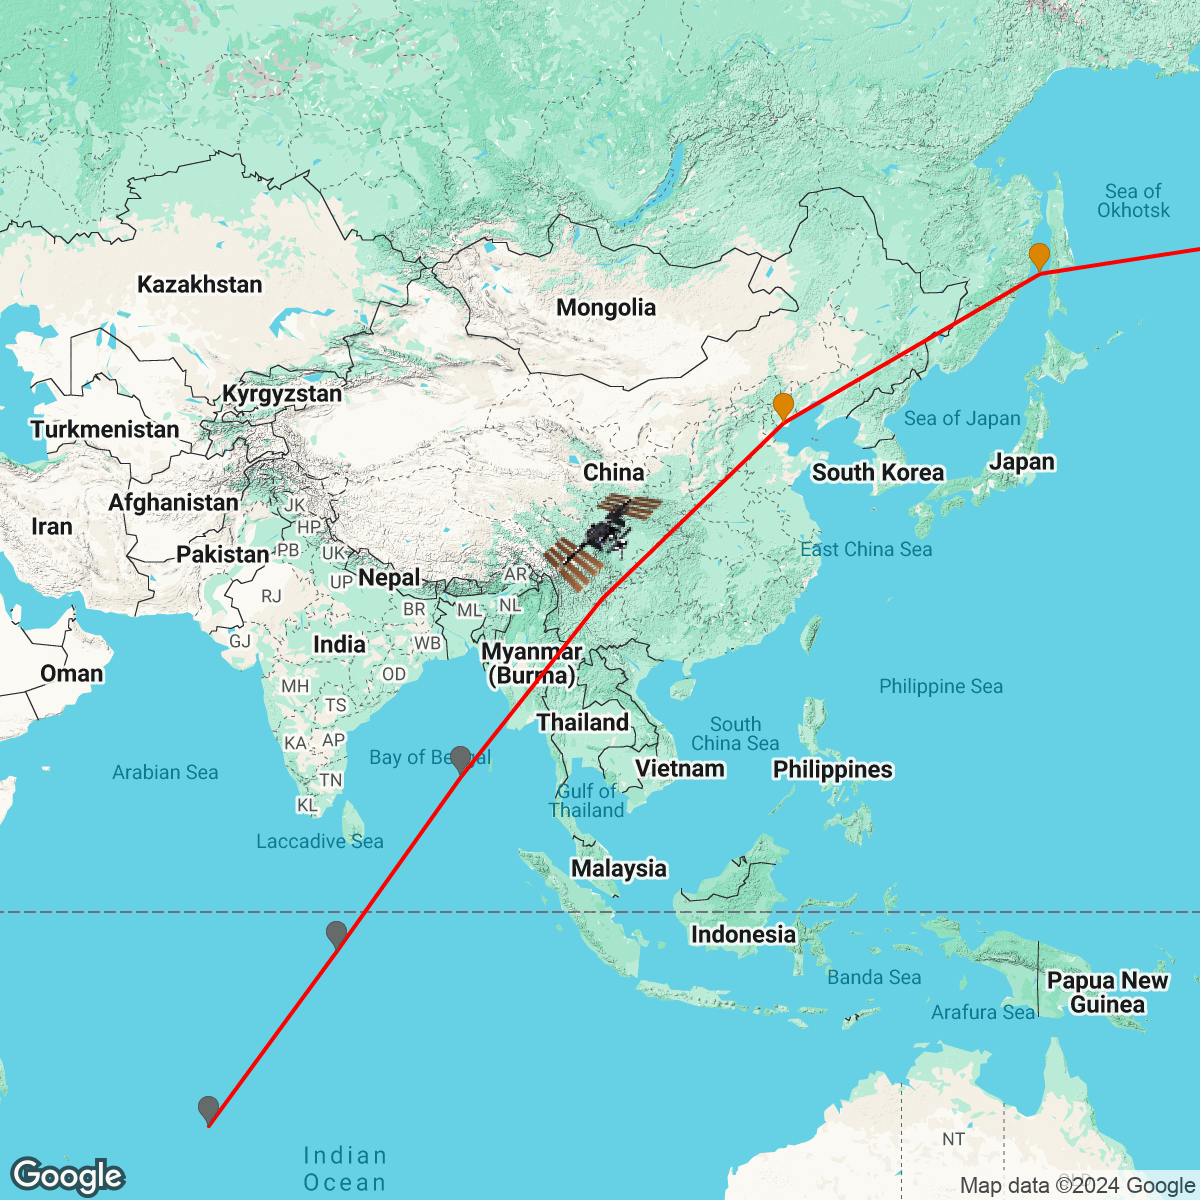 Sea of
Okhotsk
Kazakhstan
Mongolia
Kyrgyzstan
Sea of Japan
Turkmenistan
Japan
China
South Korea
Afghanistan
JK
Iran
HP
East China Sea
Pakistan
PB
UK
AR
Nepal
UP
RJ
BR
ML
NL
GJ
India
WB
Myanmar
(Burma)
Oman
OD
MH
Philippine Sea
TS
Thailand
South
China Sea
KA
AP
Bay of Bengal
Arabian Sea
Vietnam
Philippines
TN
Gulf of
Thailand
KL
Laccadive Sea
Malaysia
Indonesia
Banda Sea
Papua New
Guinea
Arafura Sea
NT
Indian
Ocean
Google
QLD
Map data ©2024 Google